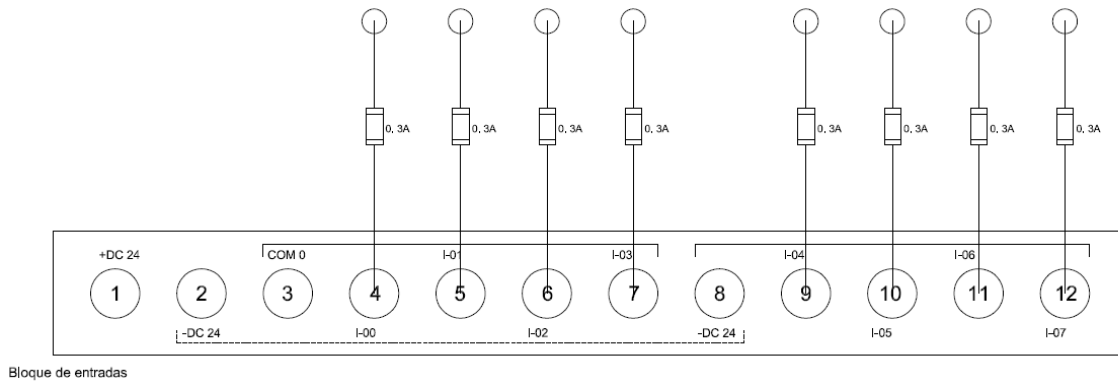 0, 3A 0, 3A 0, 3A 0, 3A 0, 3A 0, 3A 0, 3A 0, 3A
+DC 24 COM 0 I-01 I-03 I-04 I-06
1 2 3 4 5 6 7 8 9 10 11 12
-DC 24 I-00 I-02 -DC 24 I-05 I-07
Bloque de entradas